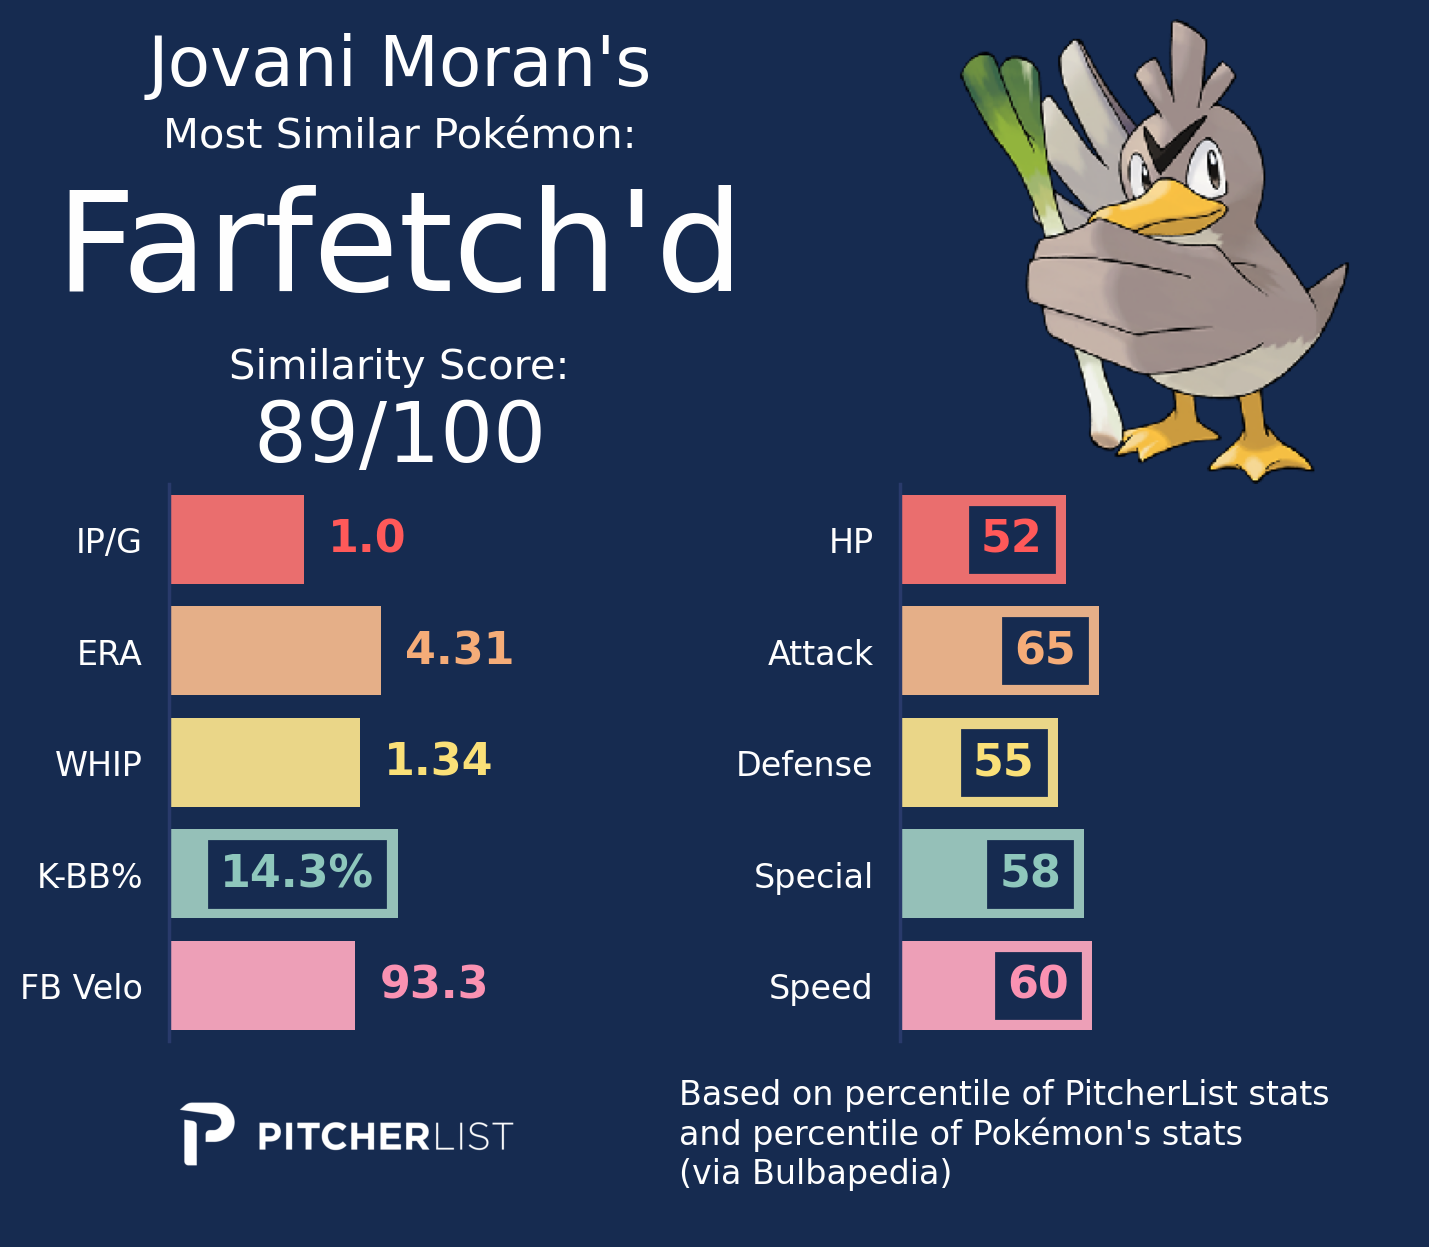 Jovani Moran's
Most Similar Pokémon:
Farfetch'd
Similarity Score:
89/100
IP/G 1.0
ERA 4.31
WHIP 1.34
K-BB% 14.3%
FB Velo 93.3
HP 52
Attack 65
Defense 55
Special 58
Speed 60
PITCHERLIST
Based on percentile of PitcherList stats
and percentile of Pokémon's stats
(via Bulbapedia)